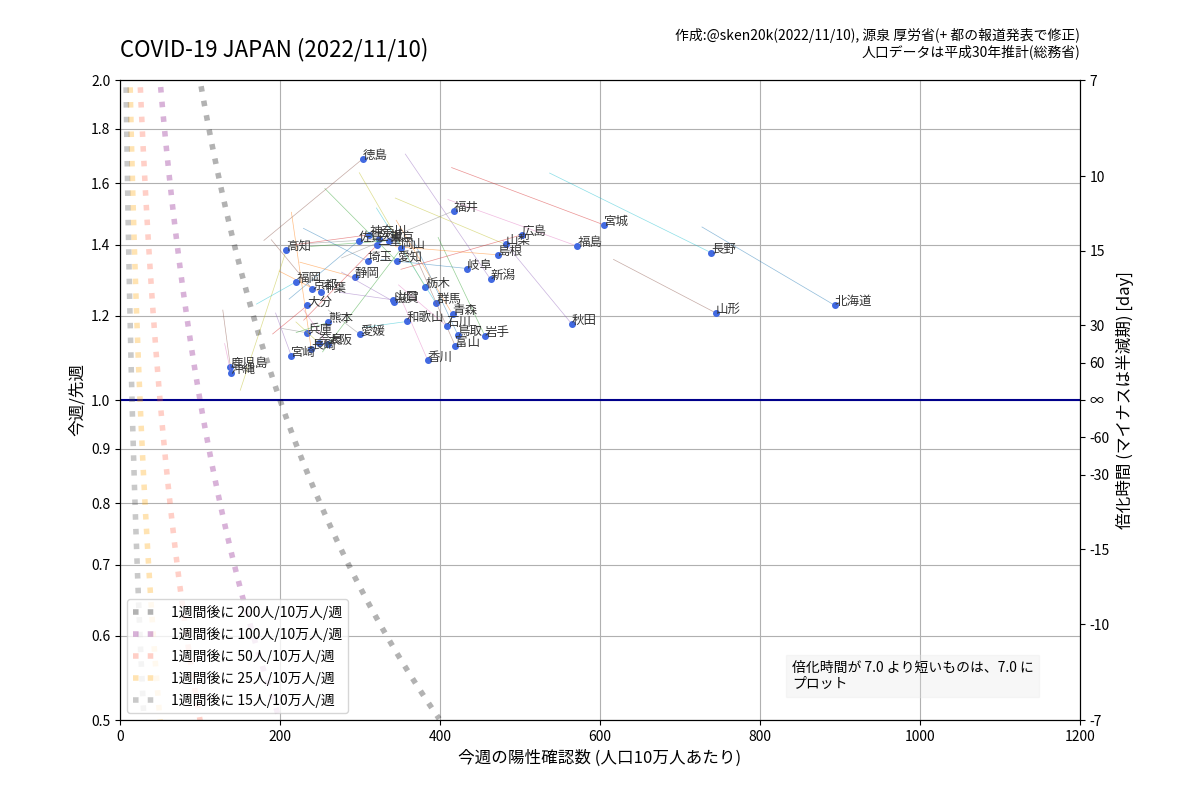 COVID-19 JAPAN (2022/11/10)
作成:@sken20k(2022/11/10), 源泉 厚労省(+ 都の報道発表で修正)
人口データは平成30年推計(総務省)
2.0
1.8
1.6
1.4
1.2
1.0
0.9
0.8
0.7
0.6
0.5
今週/先週
7
10
15
30
60
∞
-60
-30
-15
-10
-7
倍化時間 (マイナスは半減期) [day]
徳島
福井
宮城
広島
神奈川
高知
山梨
福島
島根
長野
埼玉
愛知
岐阜
静岡
新潟
福岡
栃木
千葉
大分
群馬
北海道
青森
山形
熊本
和歌山
石川
秋田
兵庫
愛媛
鳥取
岩手
富山
宮崎
香川
鹿児島
沖縄
1週間後に 200人/10万人/週
1週間後に 100人/10万人/週
1週間後に 50人/10万人/週
1週間後に 25人/10万人/週
1週間後に 15人/10万人/週
倍化時間が 7.0 より短いものは、7.0 に
プロット
0
200
400
600
800
1000
1200
今週の陽性確認数 (人口10万人あたり)